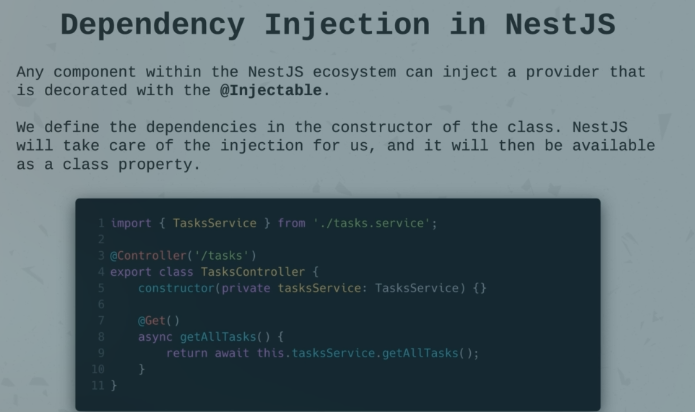 Dependency Injection in NestJS
Any component within the NestJS ecosystem can inject a provider that
is decorated with the @Injectable.
We define the dependencies in the constructor of the class. NestJS
will take care of the injection for us, and it will then be available
as a class property.
1 import { TasksService } from './tasks.service';
2
3 @Controller('/tasks')
4 export class TasksController {
5     constructor(private tasksService: TasksService) {}
6
7     @Get()
8     async getAllTasks() {
9         return await this.tasksService.getAllTasks();
10     }
11 }